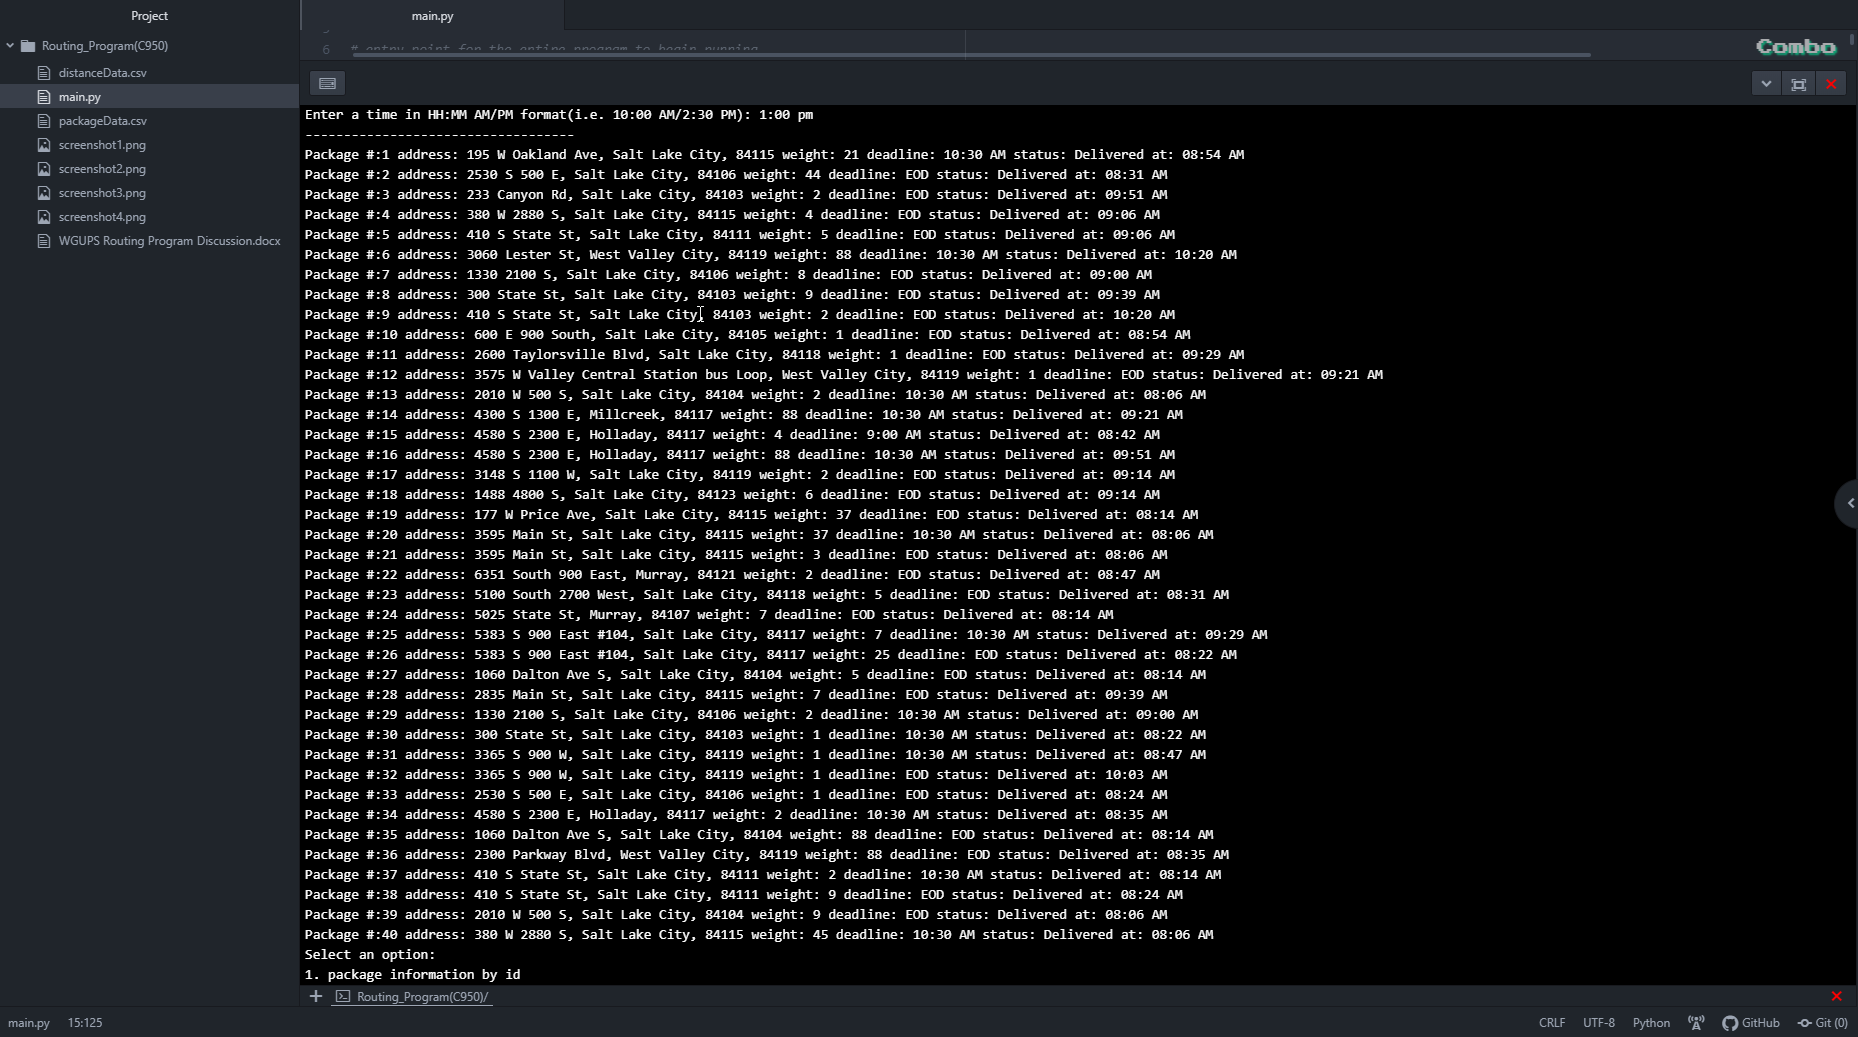 Project
main.py
Routing_Program(C950)
distanceData.csv
main.py
packageData.csv
screenshot1.png
screenshot2.png
screenshot3.png
screenshot4.png
WGUPS Routing Program Discussion.docx
6 # entry point for the entire program to begin running
Combo
Enter a time in HH:MM AM/PM format(i.e. 10:00 AM/2:30 PM): 1:00 pm
-----------------------------------
Package #:1 address: 195 W Oakland Ave, Salt Lake City, 84115 weight: 21 deadline: 10:30 AM status: Delivered at: 08:54 AM
Package #:2 address: 2530 S 500 E, Salt Lake City, 84106 weight: 44 deadline: EOD status: Delivered at: 08:31 AM
Package #:3 address: 233 Canyon Rd, Salt Lake City, 84103 weight: 2 deadline: EOD status: Delivered at: 09:51 AM
Package #:4 address: 380 W 2880 S, Salt Lake City, 84115 weight: 4 deadline: EOD status: Delivered at: 09:06 AM
Package #:5 address: 410 S State St, Salt Lake City, 84111 weight: 5 deadline: EOD status: Delivered at: 09:06 AM
Package #:6 address: 3060 Lester St, West Valley City, 84119 weight: 88 deadline: 10:30 AM status: Delivered at: 10:20 AM
Package #:7 address: 1330 2100 S, Salt Lake City, 84106 weight: 8 deadline: EOD status: Delivered at: 09:00 AM
Package #:8 address: 300 State St, Salt Lake City, 84103 weight: 9 deadline: EOD status: Delivered at: 09:39 AM
Package #:9 address: 410 S State St, Salt Lake City, 84103 weight: 2 deadline: EOD status: Delivered at: 10:20 AM
Package #:10 address: 600 E 900 South, Salt Lake City, 84105 weight: 1 deadline: EOD status: Delivered at: 08:54 AM
Package #:11 address: 2600 Taylorsville Blvd, Salt Lake City, 84118 weight: 1 deadline: EOD status: Delivered at: 09:29 AM
Package #:12 address: 3575 W Valley Central Station bus Loop, West Valley City, 84119 weight: 1 deadline: EOD status: Delivered at: 09:21 AM
Package #:13 address: 2010 W 500 S, Salt Lake City, 84104 weight: 2 deadline: 10:30 AM status: Delivered at: 08:06 AM
Package #:14 address: 4300 S 1300 E, Millcreek, 84117 weight: 88 deadline: 10:30 AM status: Delivered at: 09:21 AM
Package #:15 address: 4580 S 2300 E, Holladay, 84117 weight: 4 deadline: 9:00 AM status: Delivered at: 08:42 AM
Package #:16 address: 4580 S 2300 E, Holladay, 84117 weight: 88 deadline: 10:30 AM status: Delivered at: 09:51 AM
Package #:17 address: 3148 S 1100 W, Salt Lake City, 84119 weight: 2 deadline: EOD status: Delivered at: 09:14 AM
Package #:18 address: 1488 4800 S, Salt Lake City, 84123 weight: 6 deadline: EOD status: Delivered at: 09:14 AM
Package #:19 address: 177 W Price Ave, Salt Lake City, 84115 weight: 37 deadline: EOD status: Delivered at: 08:14 AM
Package #:20 address: 3595 Main St, Salt Lake City, 84115 weight: 37 deadline: 10:30 AM status: Delivered at: 08:06 AM
Package #:21 address: 3595 Main St, Salt Lake City, 84115 weight: 3 deadline: EOD status: Delivered at: 08:06 AM
Package #:22 address: 6351 South 900 East, Murray, 84121 weight: 2 deadline: EOD status: Delivered at: 08:47 AM
Package #:23 address: 5100 South 2700 West, Salt Lake City, 84118 weight: 5 deadline: EOD status: Delivered at: 08:31 AM
Package #:24 address: 5025 State St, Murray, 84107 weight: 7 deadline: EOD status: Delivered at: 08:14 AM
Package #:25 address: 5383 S 900 East #104, Salt Lake City, 84117 weight: 7 deadline: 10:30 AM status: Delivered at: 09:29 AM
Package #:26 address: 5383 S 900 East #104, Salt Lake City, 84117 weight: 25 deadline: EOD status: Delivered at: 08:22 AM
Package #:27 address: 1060 Dalton Ave S, Salt Lake City, 84104 weight: 5 deadline: EOD status: Delivered at: 08:14 AM
Package #:28 address: 2835 Main St, Salt Lake City, 84115 weight: 7 deadline: EOD status: Delivered at: 09:39 AM
Package #:29 address: 1330 2100 S, Salt Lake City, 84106 weight: 2 deadline: 10:30 AM status: Delivered at: 09:00 AM
Package #:30 address: 300 State St, Salt Lake City, 84103 weight: 1 deadline: 10:30 AM status: Delivered at: 08:22 AM
Package #:31 address: 3365 S 900 W, Salt Lake City, 84119 weight: 1 deadline: 10:30 AM status: Delivered at: 08:47 AM
Package #:32 address: 3365 S 900 W, Salt Lake City, 84119 weight: 1 deadline: EOD status: Delivered at: 10:03 AM
Package #:33 address: 2530 S 500 E, Salt Lake City, 84106 weight: 1 deadline: EOD status: Delivered at: 08:24 AM
Package #:34 address: 4580 S 2300 E, Holladay, 84117 weight: 2 deadline: 10:30 AM status: Delivered at: 08:35 AM
Package #:35 address: 1060 Dalton Ave S, Salt Lake City, 84104 weight: 88 deadline: EOD status: Delivered at: 08:14 AM
Package #:36 address: 2300 Parkway Blvd, West Valley City, 84119 weight: 88 deadline: EOD status: Delivered at: 08:35 AM
Package #:37 address: 410 S State St, Salt Lake City, 84111 weight: 2 deadline: 10:30 AM status: Delivered at: 08:14 AM
Package #:38 address: 410 S State St, Salt Lake City, 84111 weight: 9 deadline: EOD status: Delivered at: 08:24 AM
Package #:39 address: 2010 W 500 S, Salt Lake City, 84104 weight: 9 deadline: EOD status: Delivered at: 08:06 AM
Package #:40 address: 380 W 2880 S, Salt Lake City, 84115 weight: 45 deadline: 10:30 AM status: Delivered at: 08:06 AM
Select an option:
1. package information by id
Routing_Program(C950)/
main.py 15:125 CRLF UTF-8 Python GitHub Git (0)